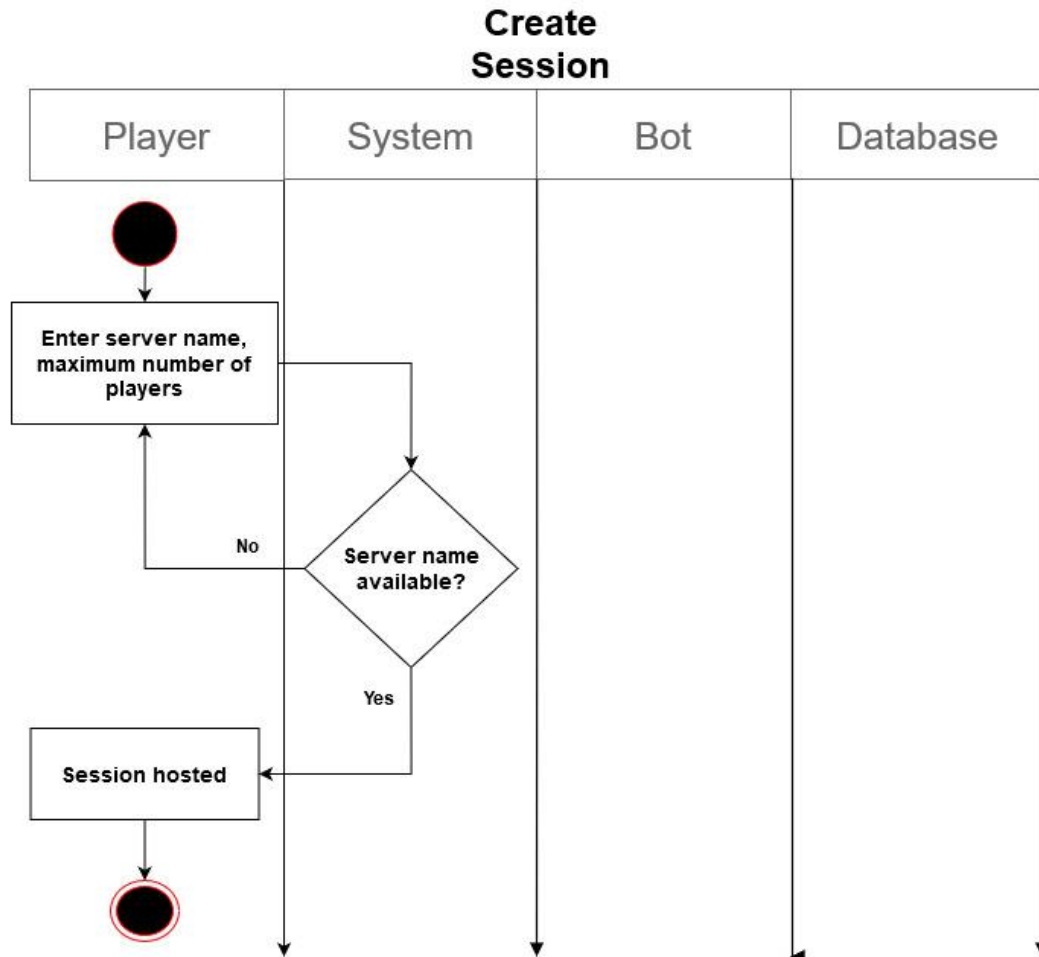 Create
Session
Player
System
Bot
Database
Enter server name,
maximum number of
players
No
Server name
available?
Yes
Session hosted